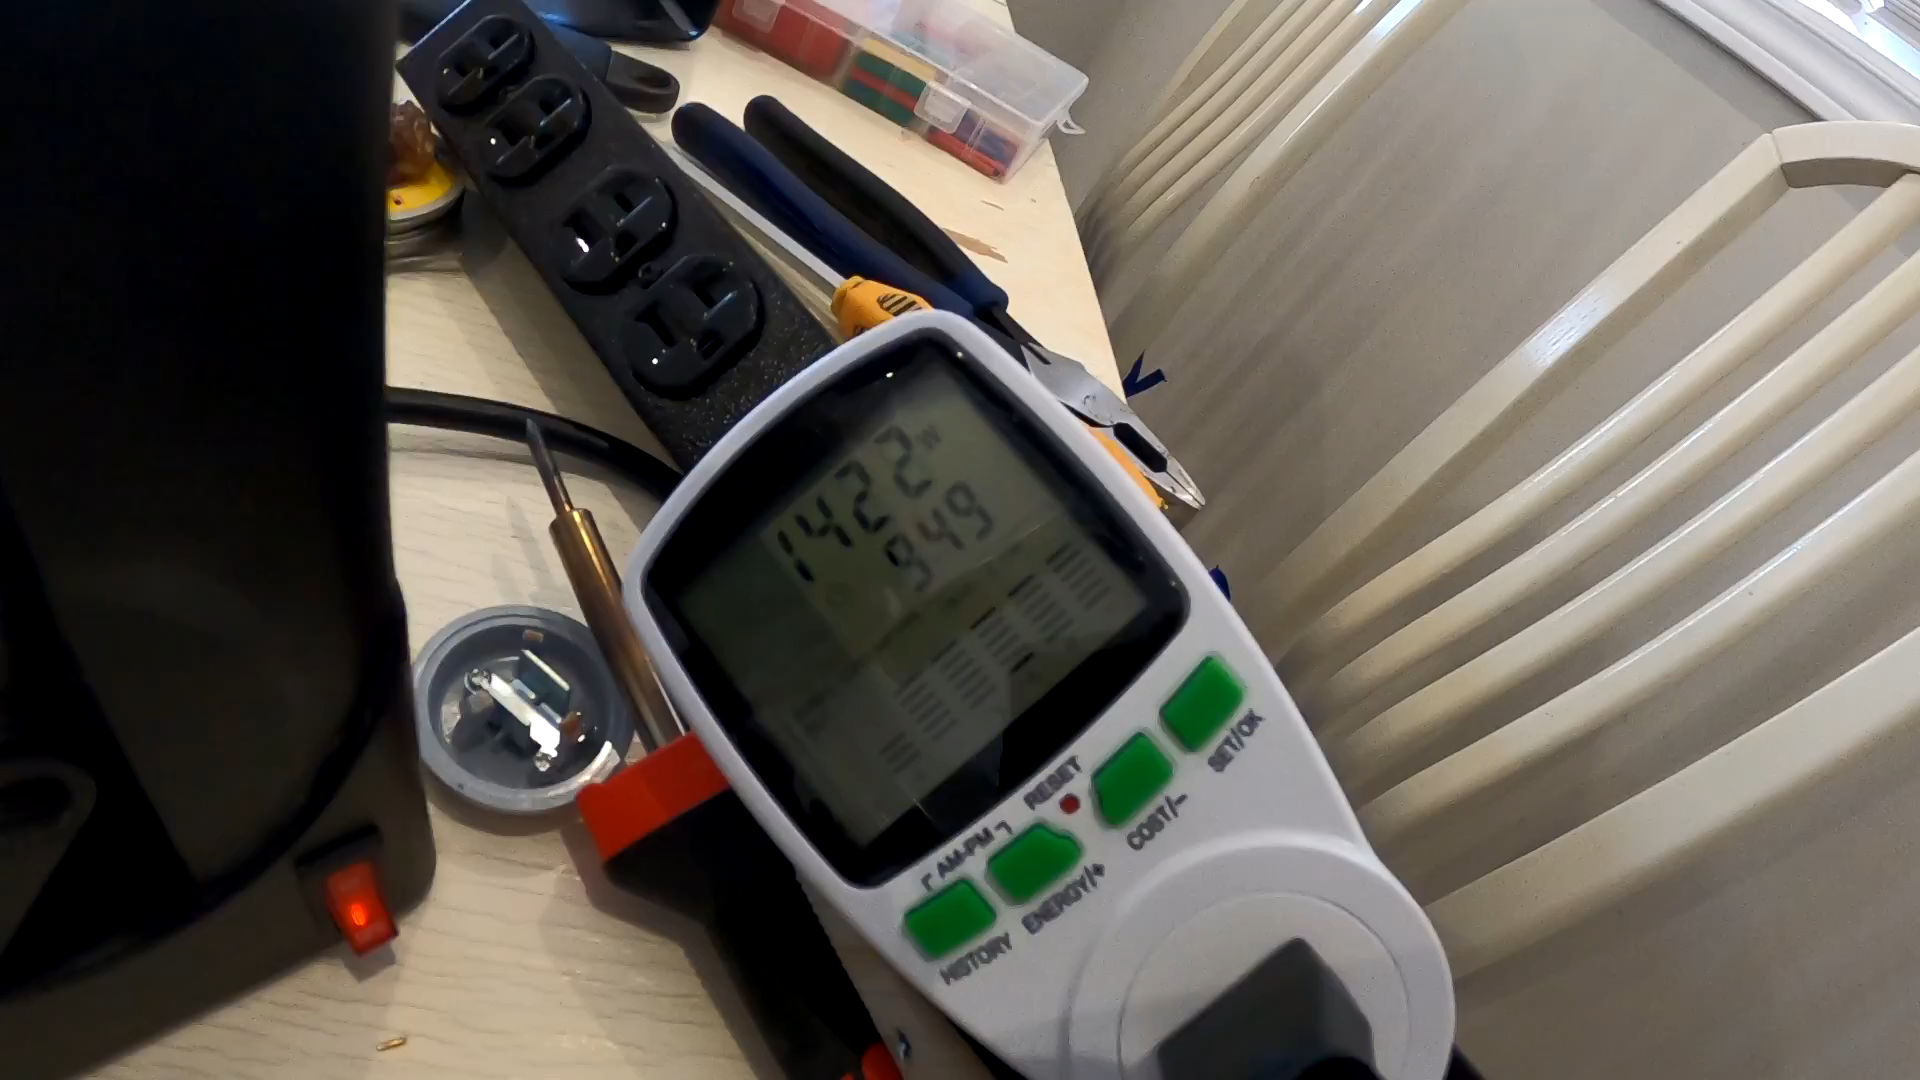 1422 W
949
RESET
SET/OK
COST/-
AM-PM
ENERGY/+
HISTORY